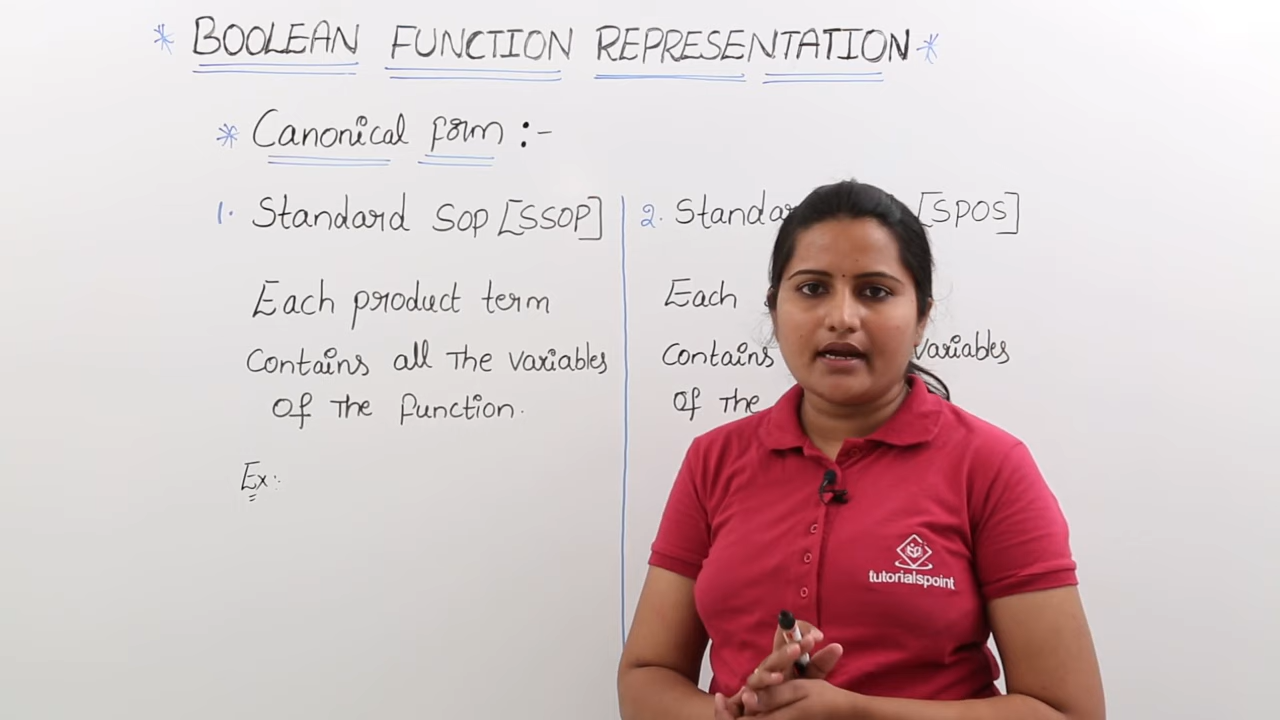 * BOOLEAN FUNCTION REPRESENTATION *
* Canonical form :-
1. Standard SOP [SSOP]
Each product term
Contains all The variables
Of The function.
Ex:
2. Standa [SPOS]
Each
Contains variables
Of The
tutorialspoint